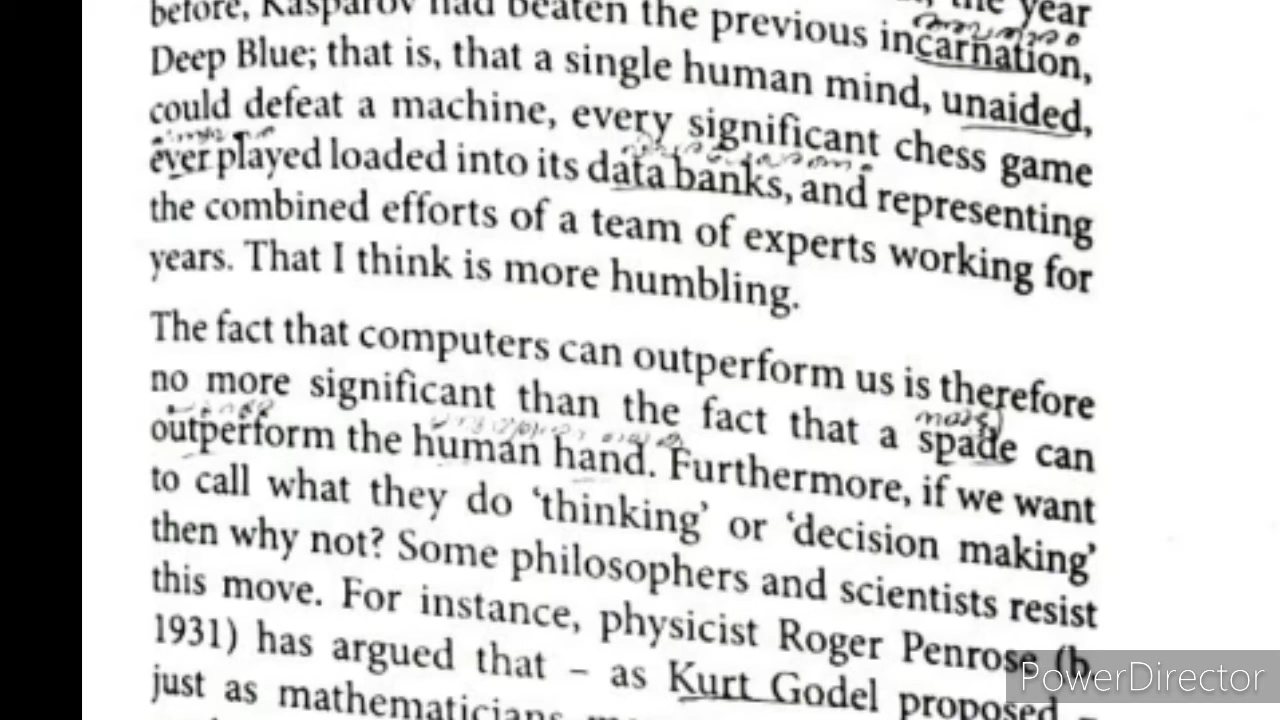 the year
before, Kasparov had beaten the previous incarnation,
Deep Blue; that is, that a single human mind, unaided,
could defeat a machine, every significant chess game
ever played loaded into its data banks, and representing
the combined efforts of a team of experts working for
years. That I think is more humbling.
The fact that computers can outperform us is therefore
no more significant than the fact that a spade can
outperform the human hand. Furthermore, if we want
to call what they do ‘thinking’ or ‘decision making’
then why not? Some philosophers and scientists resist
this move. For instance, physicist Roger Penrose (b.
1931) has argued that – as Kurt Godel proposed –
just as mathematicians
PowerDirector